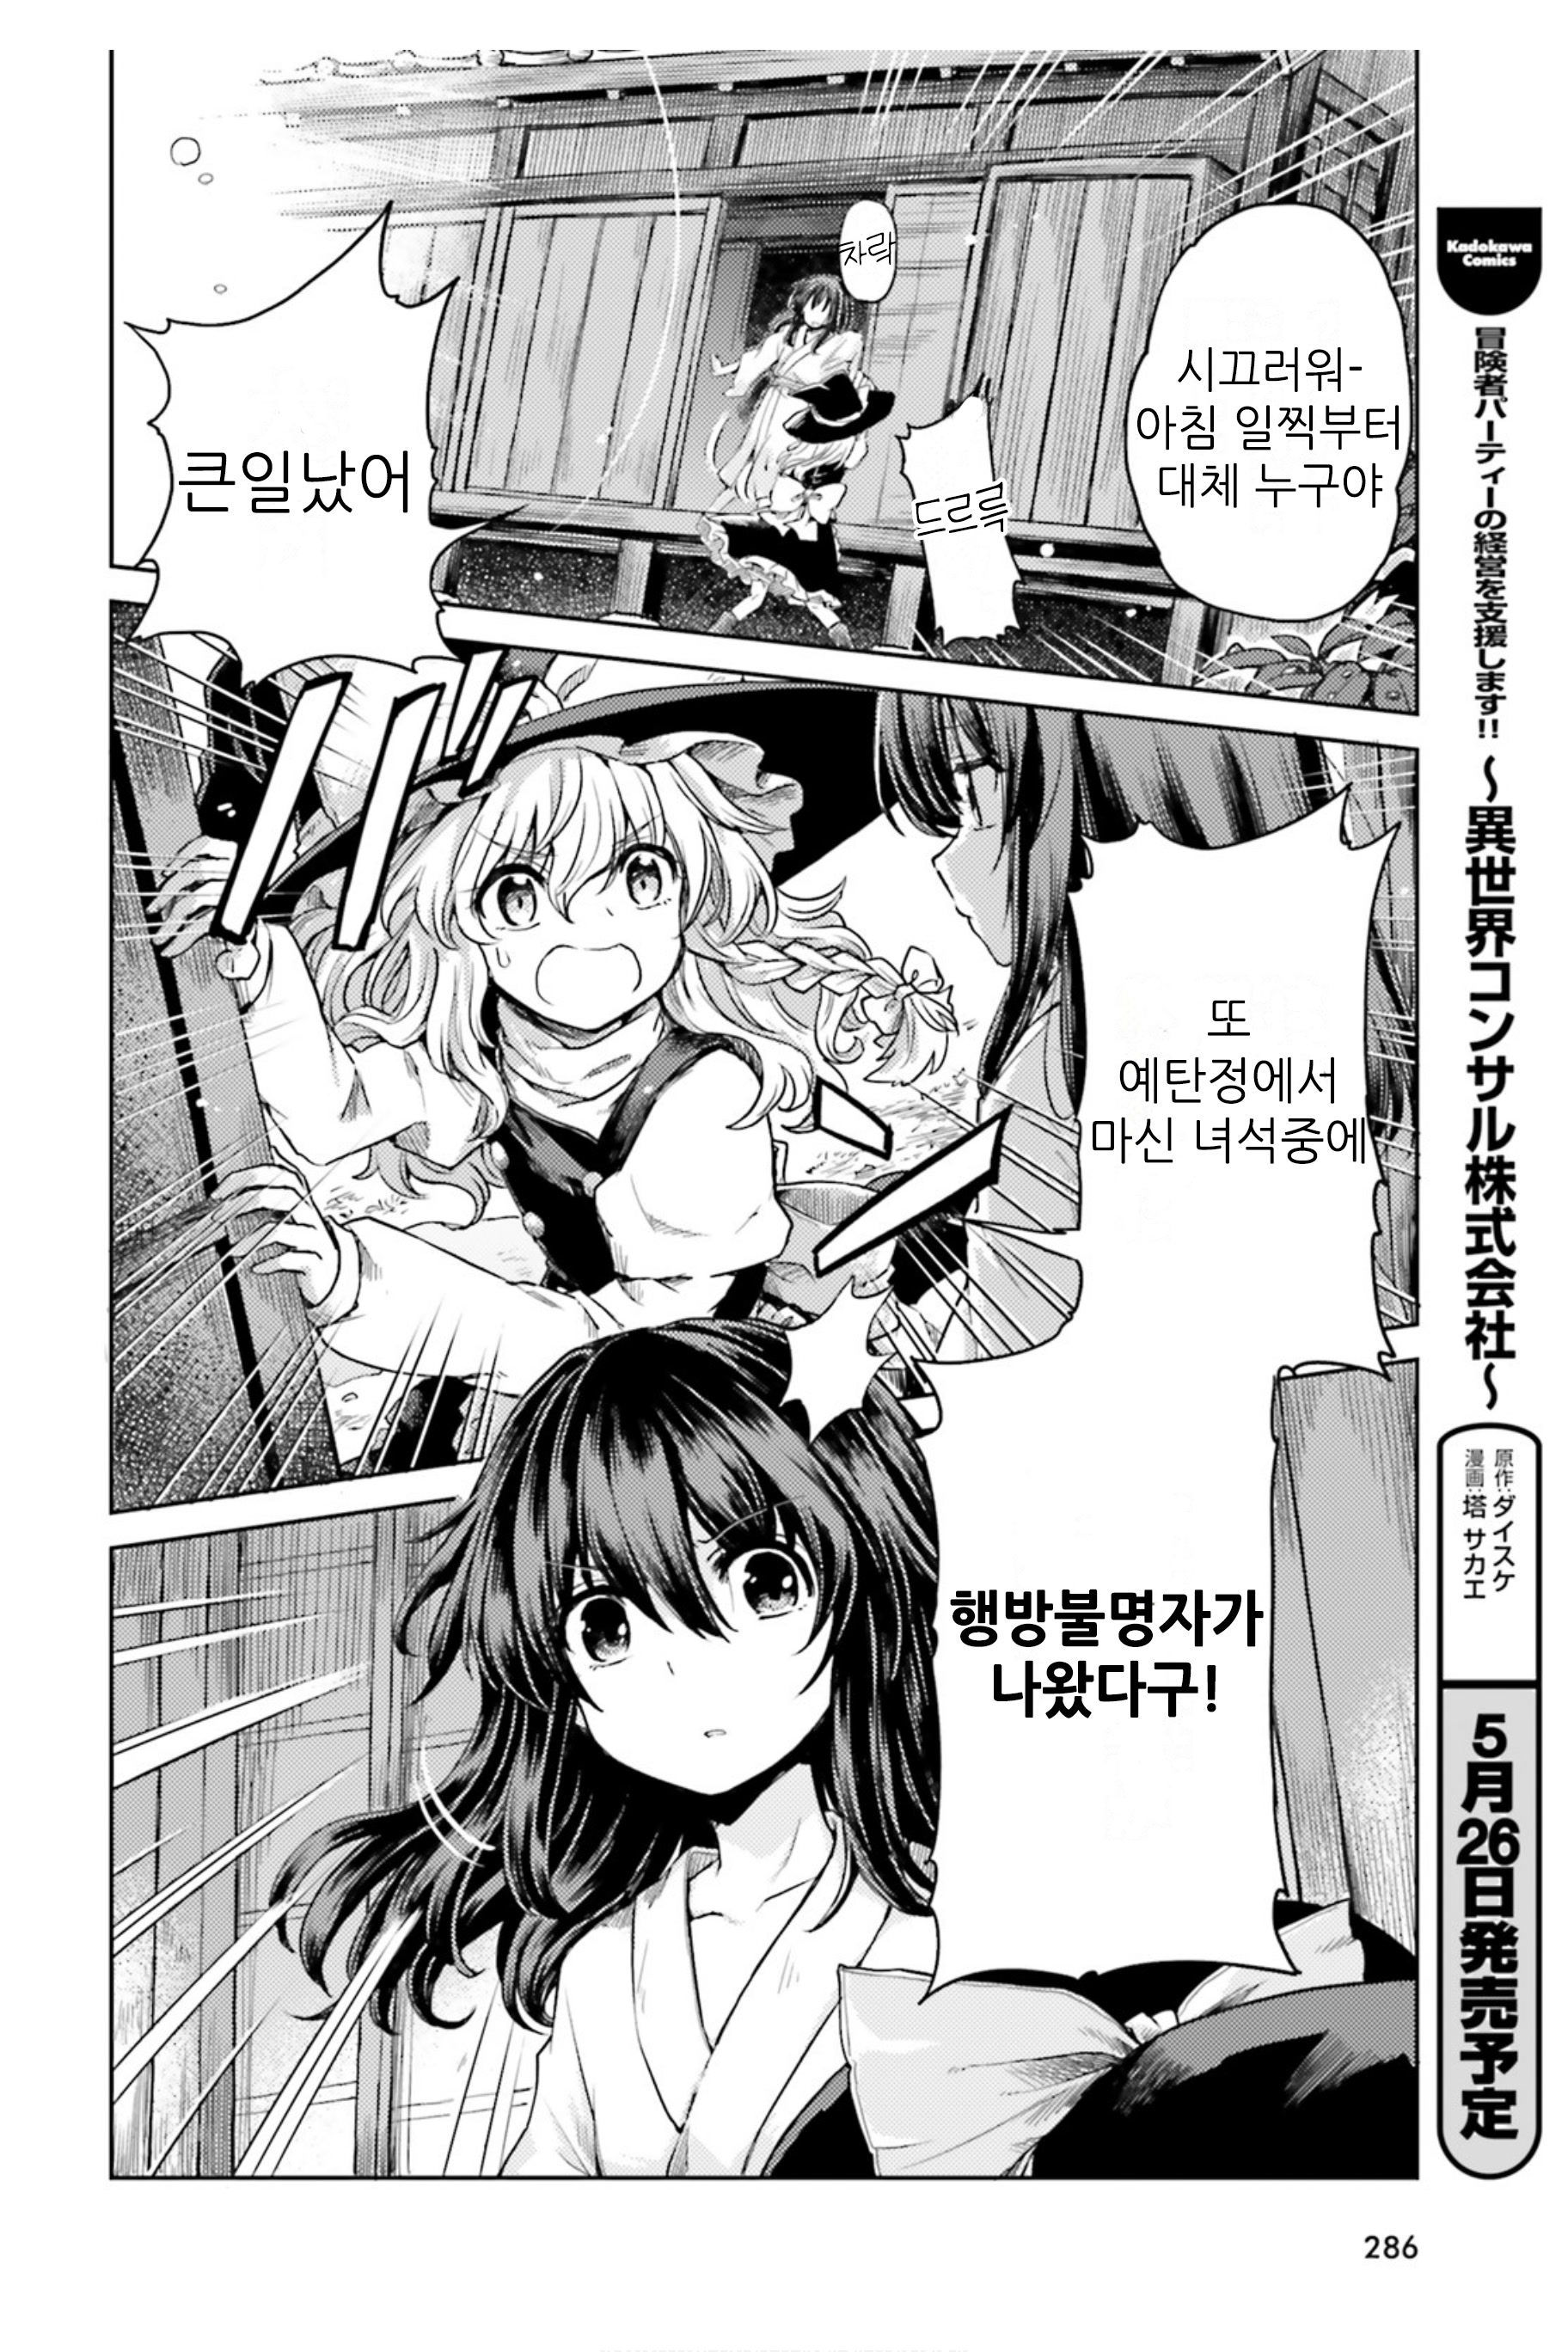 시끄러워-
아침 일찍부터
대체 누구야
차락
드르륵
큰일났어
バン
또
예탄정에서
마신 녀석중에
행방불명자가
나왔다구!
Kadokawa
Comics
冒険者パーティーの経営を支援します!!
～異世界コンサル株式会社～
原作:ダイスケ
漫画:塔 サカエ
5月26日発売予定
286